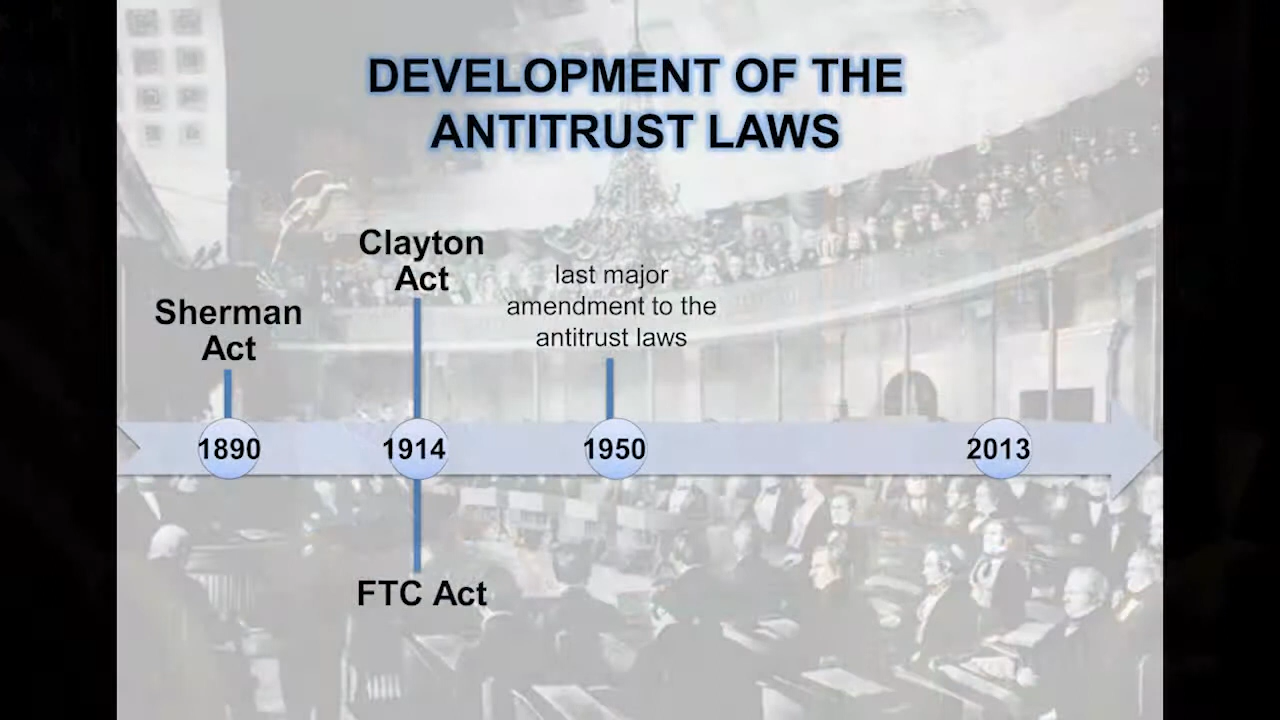 DEVELOPMENT OF THE
ANTITRUST LAWS
Clayton
Act
last major
amendment to the
antitrust laws
Sherman
Act
1890
1914
1950
2013
FTC Act